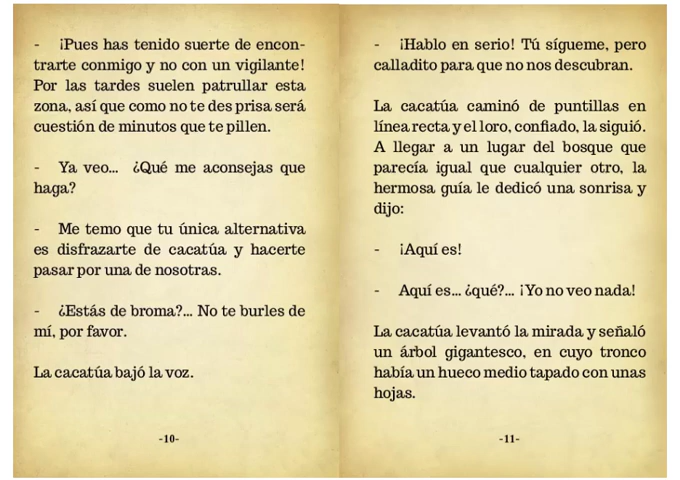 - ¡Pues has tenido suerte de encon-
trarte conmigo y no con un vigilante!
Por las tardes suelen patrullar esta
zona, así que como no te des prisa será
cuestión de minutos que te pillen.
- Ya veo... ¿Qué me aconsejas que
haga?
- Me temo que tu única alternativa
es disfrazarte de cacatúa y hacerte
pasar por una de nosotras.
- ¿Estás de broma?... No te burles de
mí, por favor.
La cacatúa bajó la voz.
-10-
- ¡Hablo en serio! Tú sígueme, pero
calladito para que no nos descubran.
La cacatúa caminó de puntillas en
línea recta y el loro, confiado, la siguió.
A llegar a un lugar del bosque que
parecía igual que cualquier otro, la
hermosa guía le dedicó una sonrisa y
dijo:
- ¡Aquí es!
- Aquí es... ¿qué?... ¡Yo no veo nada!
La cacatúa levantó la mirada y señaló
un árbol gigantesco, en cuyo tronco
había un hueco medio tapado con unas
hojas.
-11-